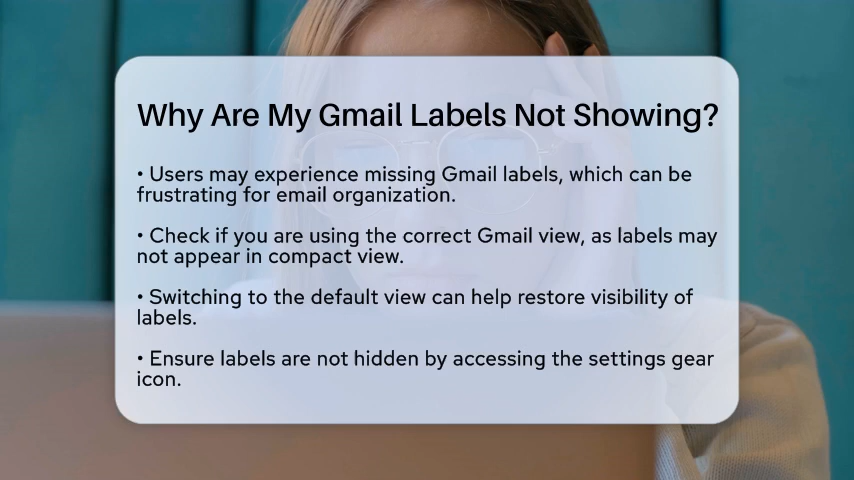 Why Are My Gmail Labels Not Showing?
• Users may experience missing Gmail labels, which can be
frustrating for email organization.
• Check if you are using the correct Gmail view, as labels may
not appear in compact view.
• Switching to the default view can help restore visibility of
labels.
• Ensure labels are not hidden by accessing the settings gear
icon.